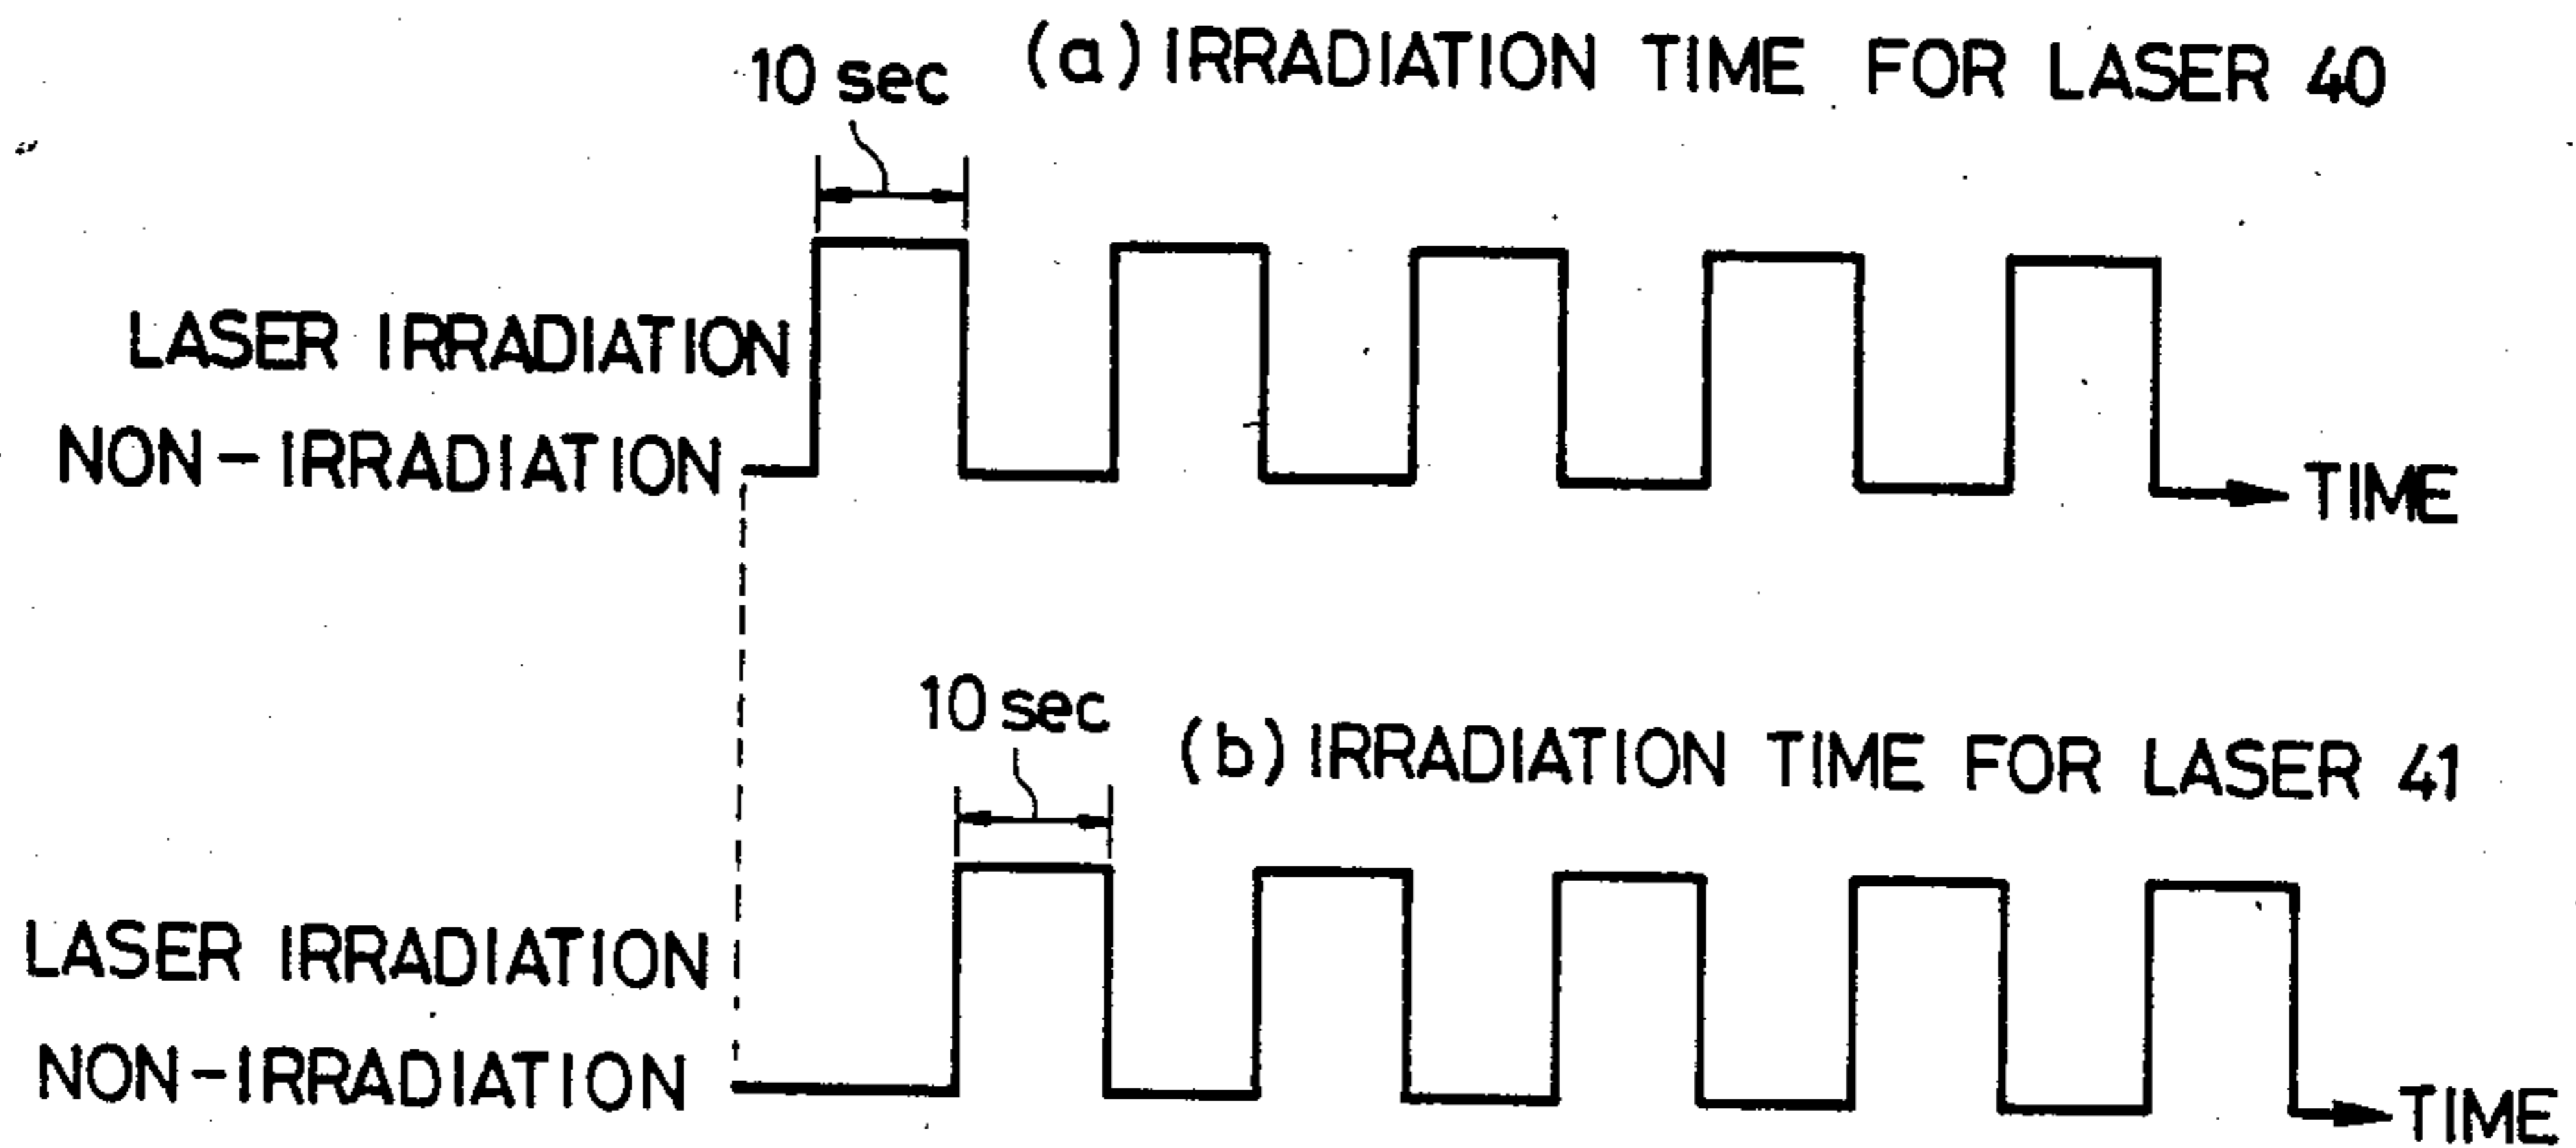 (a) IRRADIATION TIME FOR LASER 40
10 sec
LASER IRRADIATION
NON-IRRADIATION
TIME
10 sec
(b) IRRADIATION TIME FOR LASER 41
LASER IRRADIATION
NON-IRRADIATION
TIME